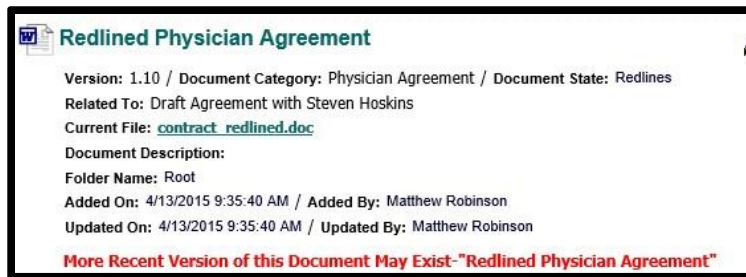 Redlined Physician Agreement
Version: 1.10 / Document Category: Physician Agreement / Document State: Redlines
Related To: Draft Agreement with Steven Hoskins
Current File: contract_redlined.doc
Document Description:
Folder Name: Root
Added On: 4/13/2015 9:35:40 AM / Added By: Matthew Robinson
Updated On: 4/13/2015 9:35:40 AM / Updated By: Matthew Robinson
More Recent Version of this Document May Exist-"Redlined Physician Agreement"